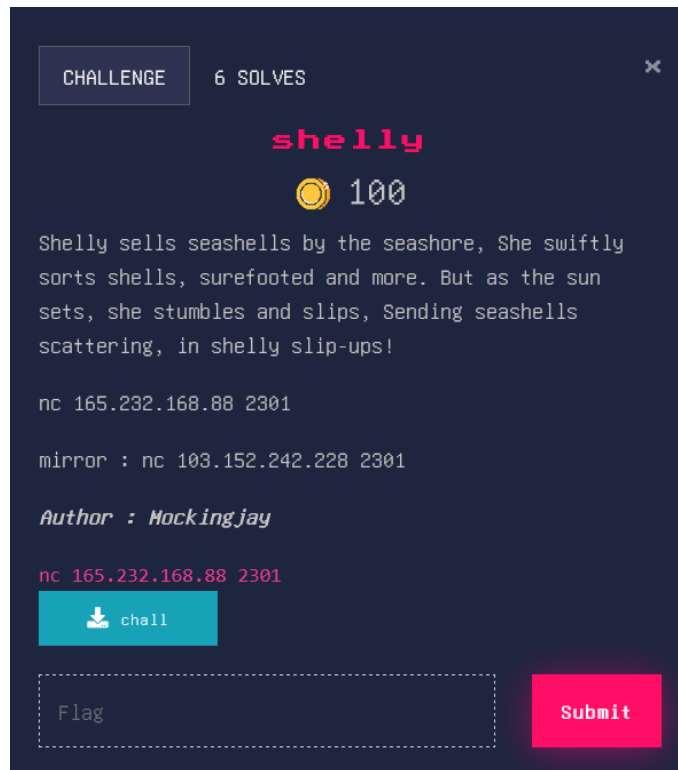 CHALLENGE 6 SOLVES ×
shelly
100
Shelly sells seashells by the seashore, She swiftly
sorts shells, surefooted and more. But as the sun
sets, she stumbles and slips, Sending seashells
scattering, in shelly slip-ups!
nc 165.232.168.88 2301
mirror : nc 103.152.242.228 2301
Author : Mockingjay
nc 165.232.168.88 2301
chall
Flag Submit